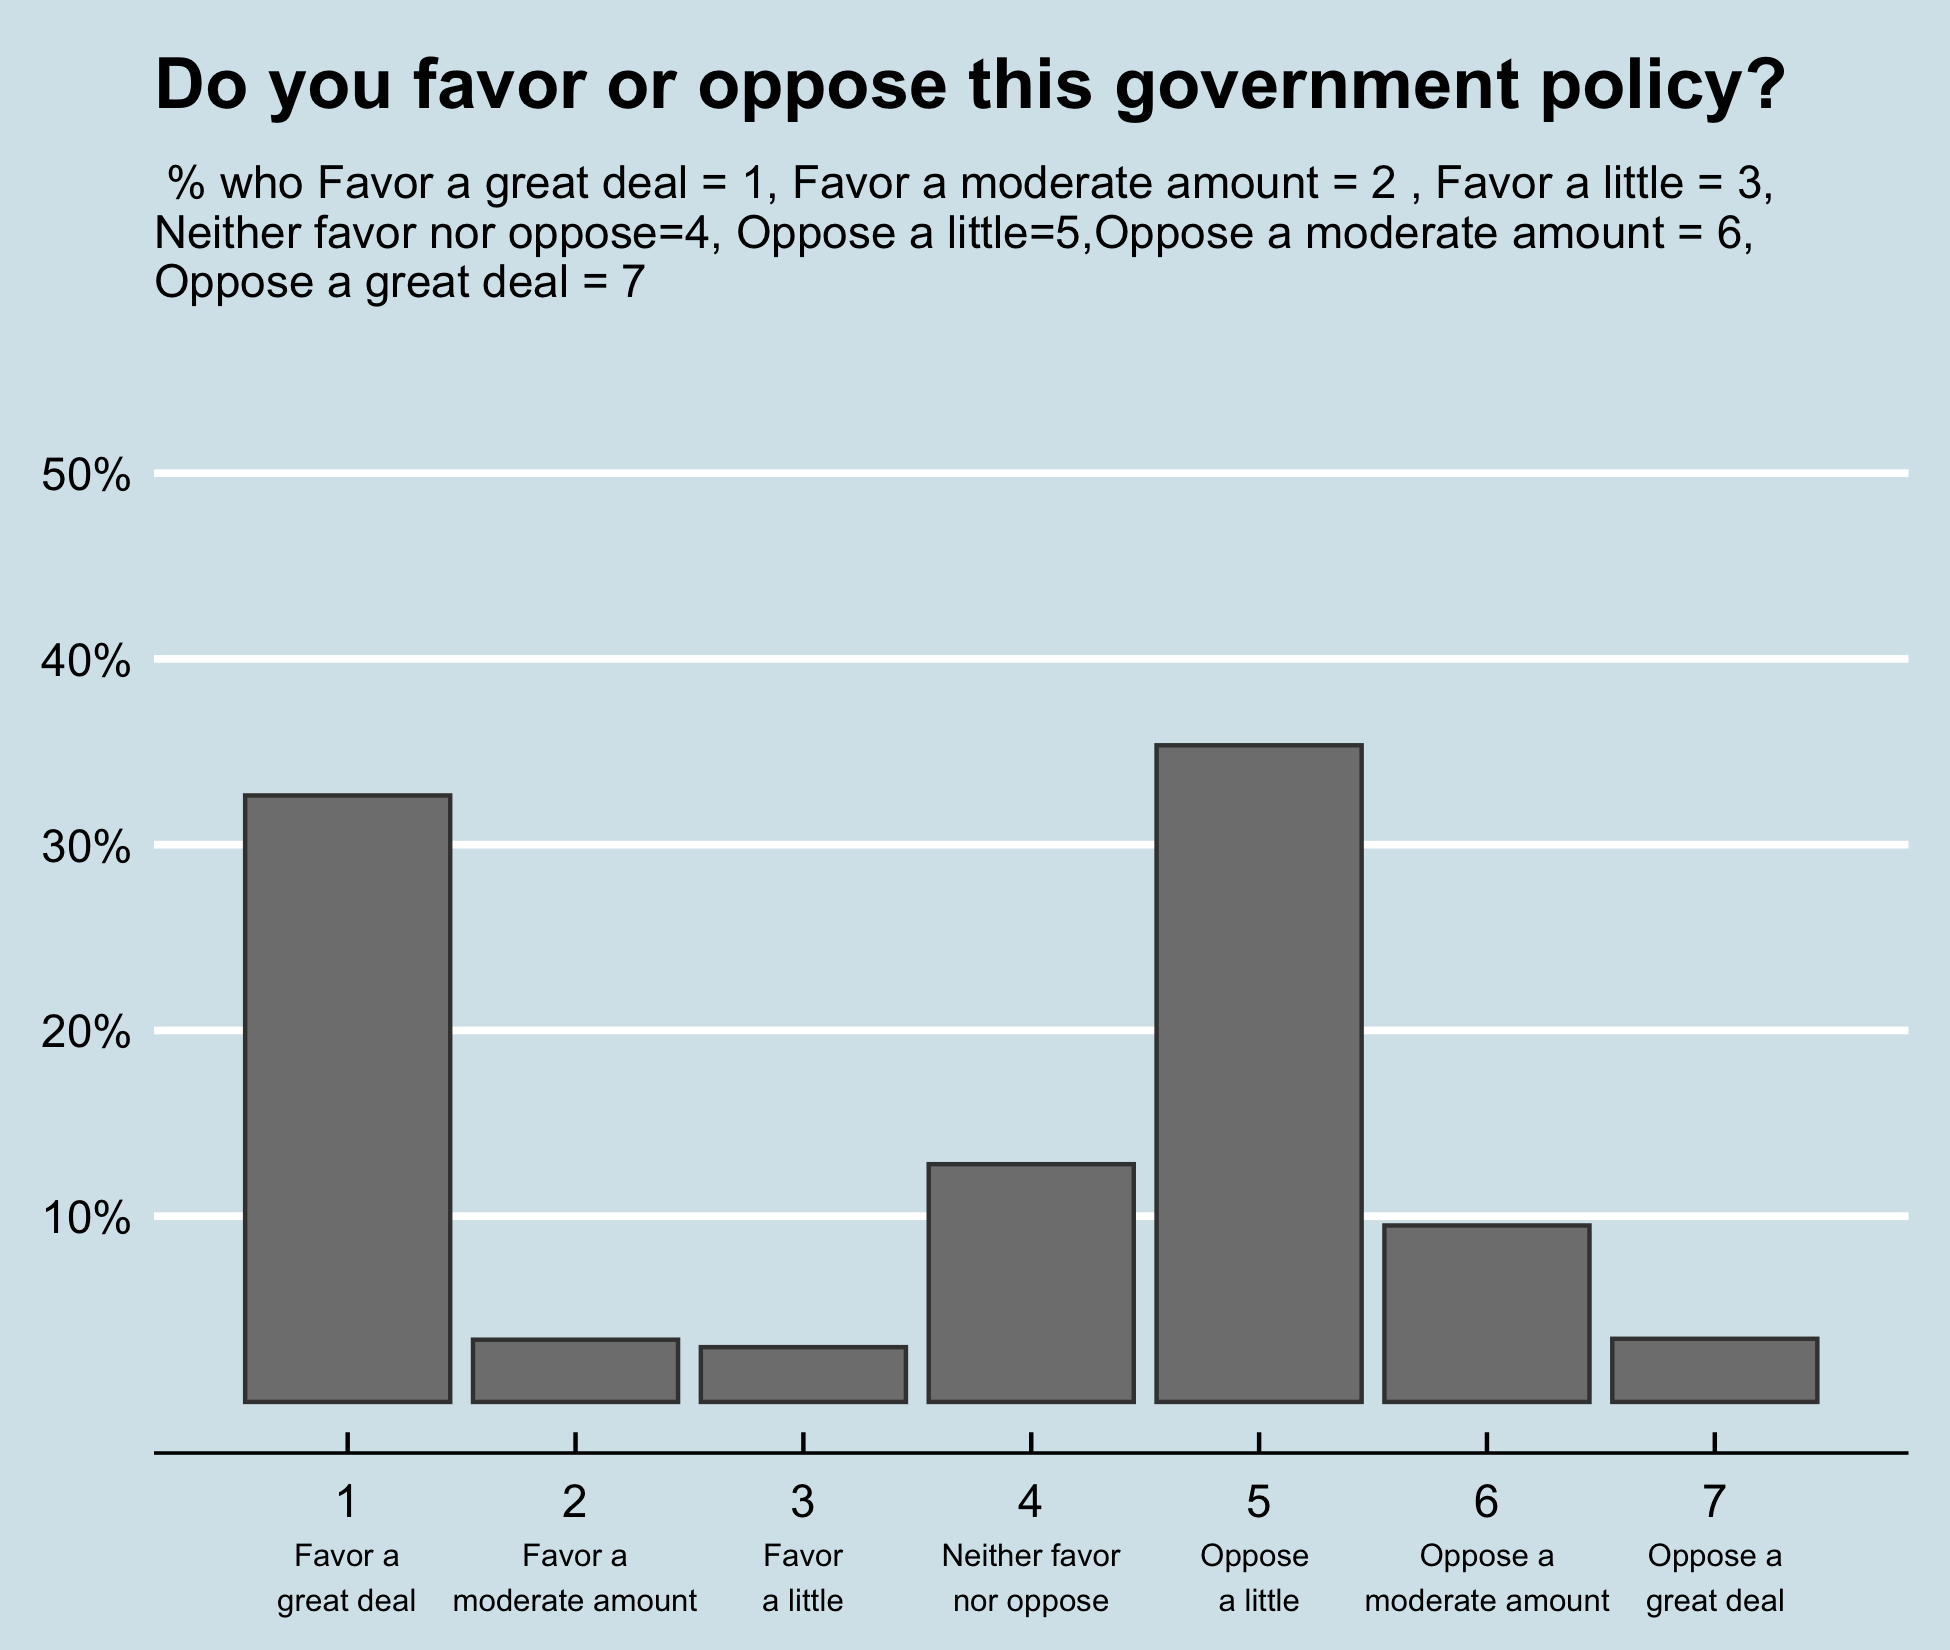 Do you favor or oppose this government policy?
% who Favor a great deal = 1, Favor a moderate amount = 2 , Favor a little = 3,
Neither favor nor oppose=4, Oppose a little=5,Oppose a moderate amount = 6,
Oppose a great deal = 7
50%
40%
30%
20%
10%
1 2 3 4 5 6 7
Favor a Favor a Favor Neither favor Oppose Oppose a Oppose a
great deal moderate amount a little nor oppose a little moderate amount great deal